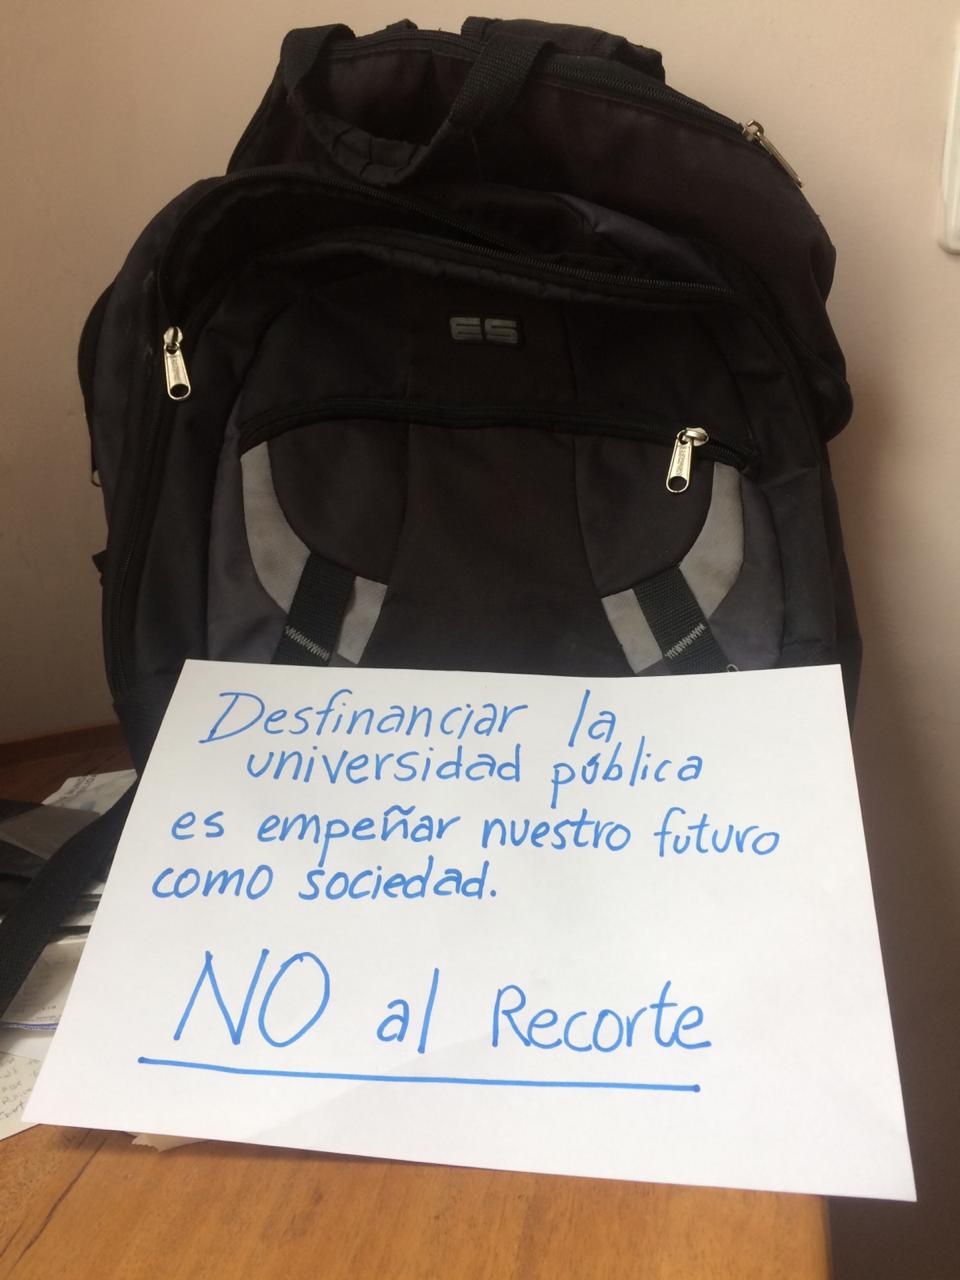 ES
Desfinanciar la
universidad pública
es empeñar nuestro futuro
como sociedad.
NO al Recorte